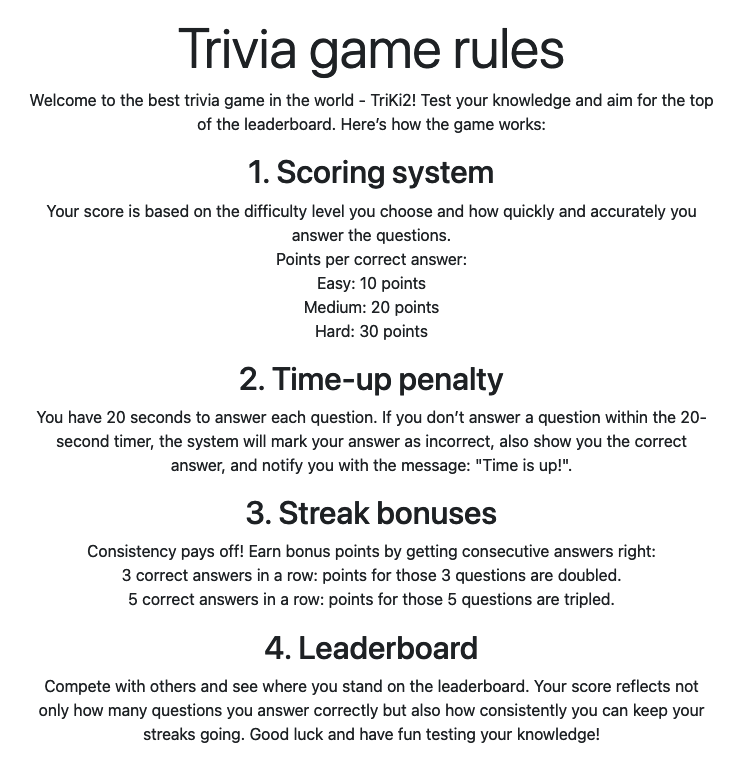 Trivia game rules
Welcome to the best trivia game in the world - TriKi2! Test your knowledge and aim for the top
of the leaderboard. Here’s how the game works:
1. Scoring system
Your score is based on the difficulty level you choose and how quickly and accurately you
answer the questions.
Points per correct answer:
Easy: 10 points
Medium: 20 points
Hard: 30 points
2. Time-up penalty
You have 20 seconds to answer each question. If you don’t answer a question within the 20-
second timer, the system will mark your answer as incorrect, also show you the correct
answer, and notify you with the message: "Time is up!".
3. Streak bonuses
Consistency pays off! Earn bonus points by getting consecutive answers right:
3 correct answers in a row: points for those 3 questions are doubled.
5 correct answers in a row: points for those 5 questions are tripled.
4. Leaderboard
Compete with others and see where you stand on the leaderboard. Your score reflects not
only how many questions you answer correctly but also how consistently you can keep your
streaks going. Good luck and have fun testing your knowledge!